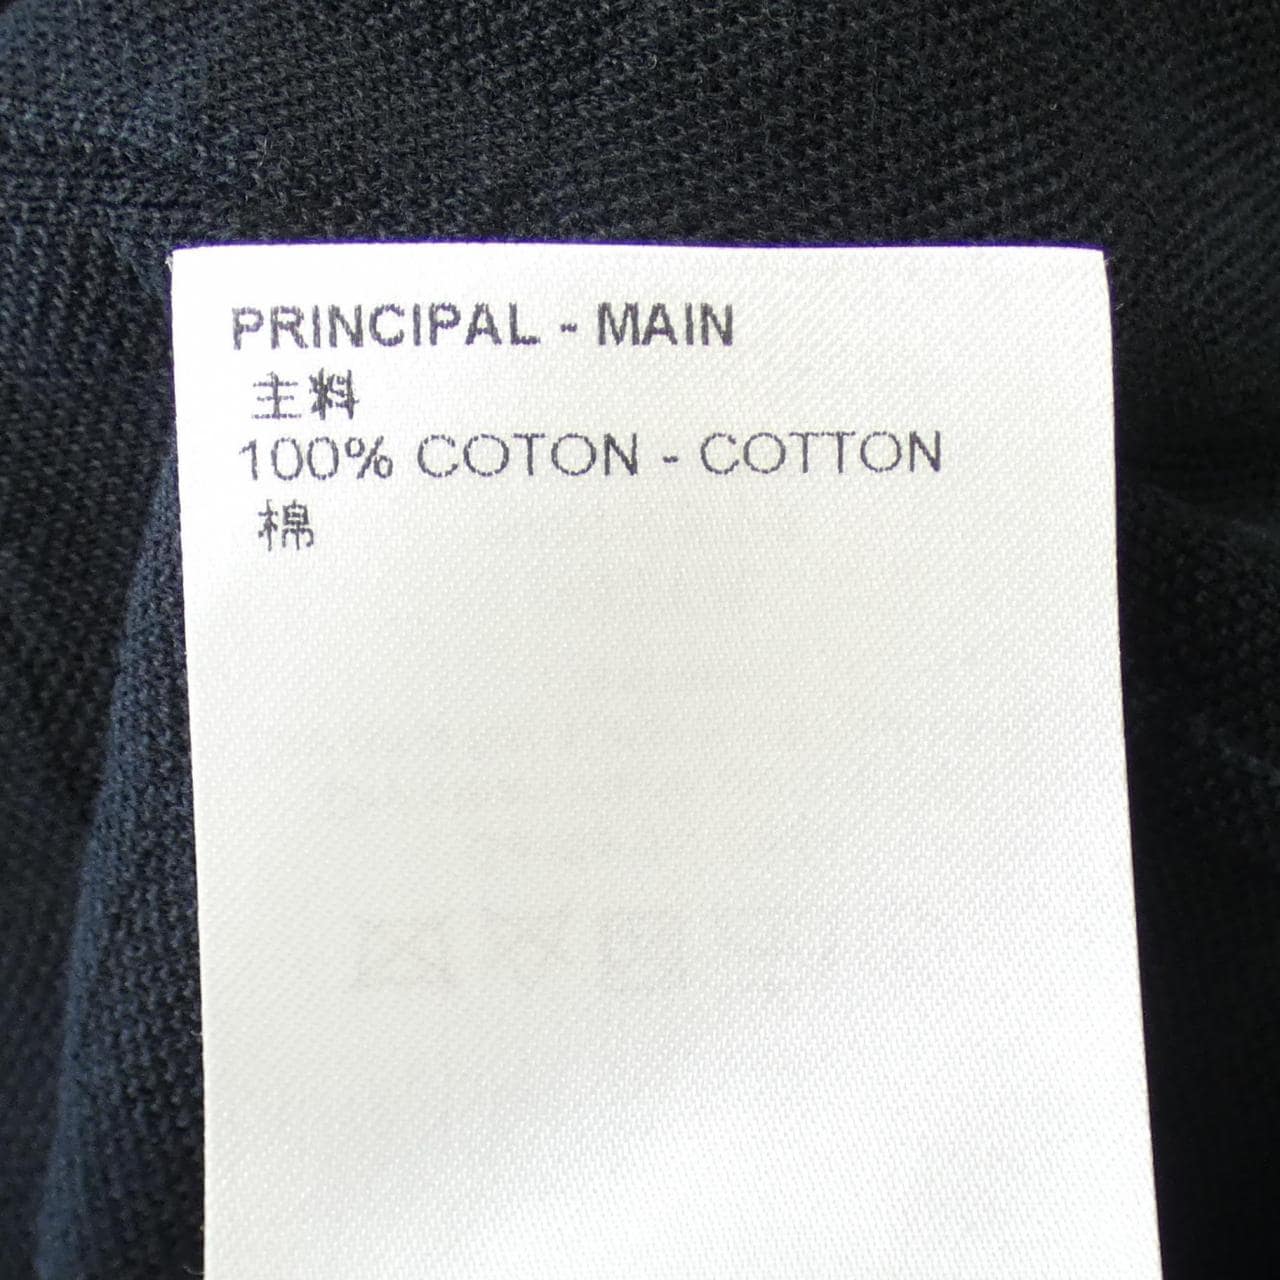 PRINCIPAL - MAIN
主料
100% COTON - COTTON
棉